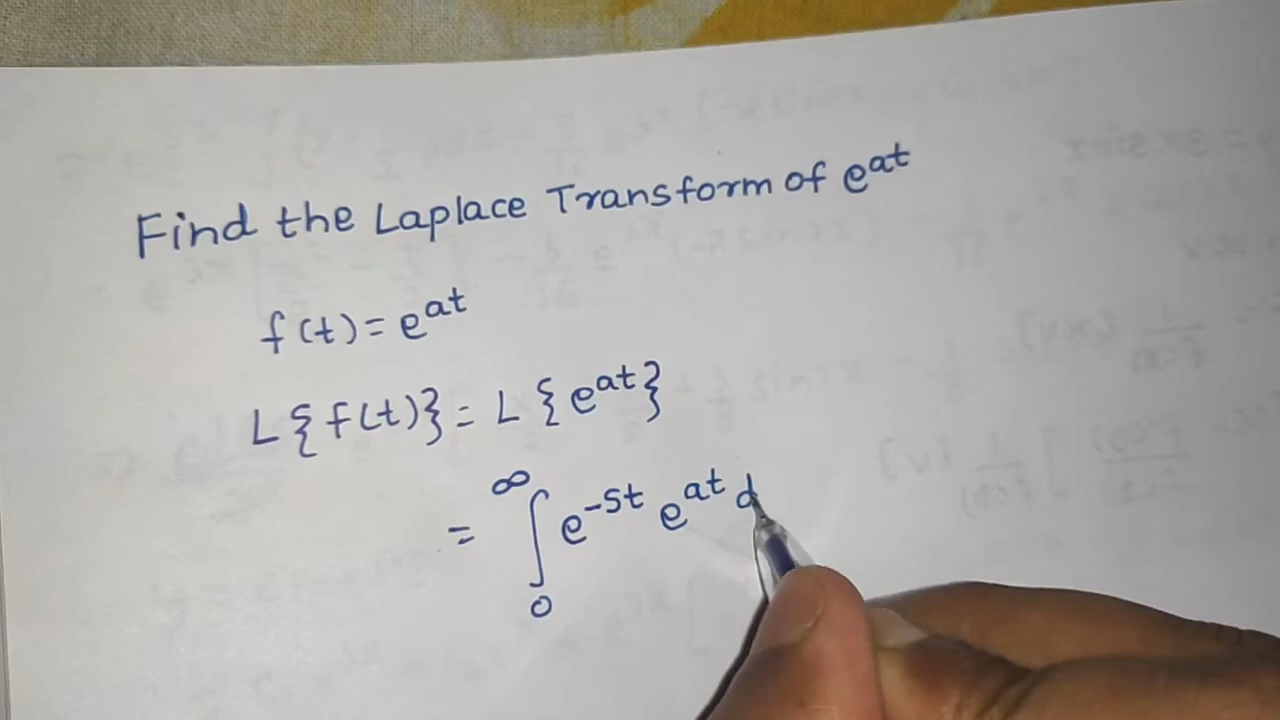 Find the Laplace Transform of e^at
f(t) = e^at
L{f(t)} = L{e^at}
= ∫₀^∞ e^-st e^at d